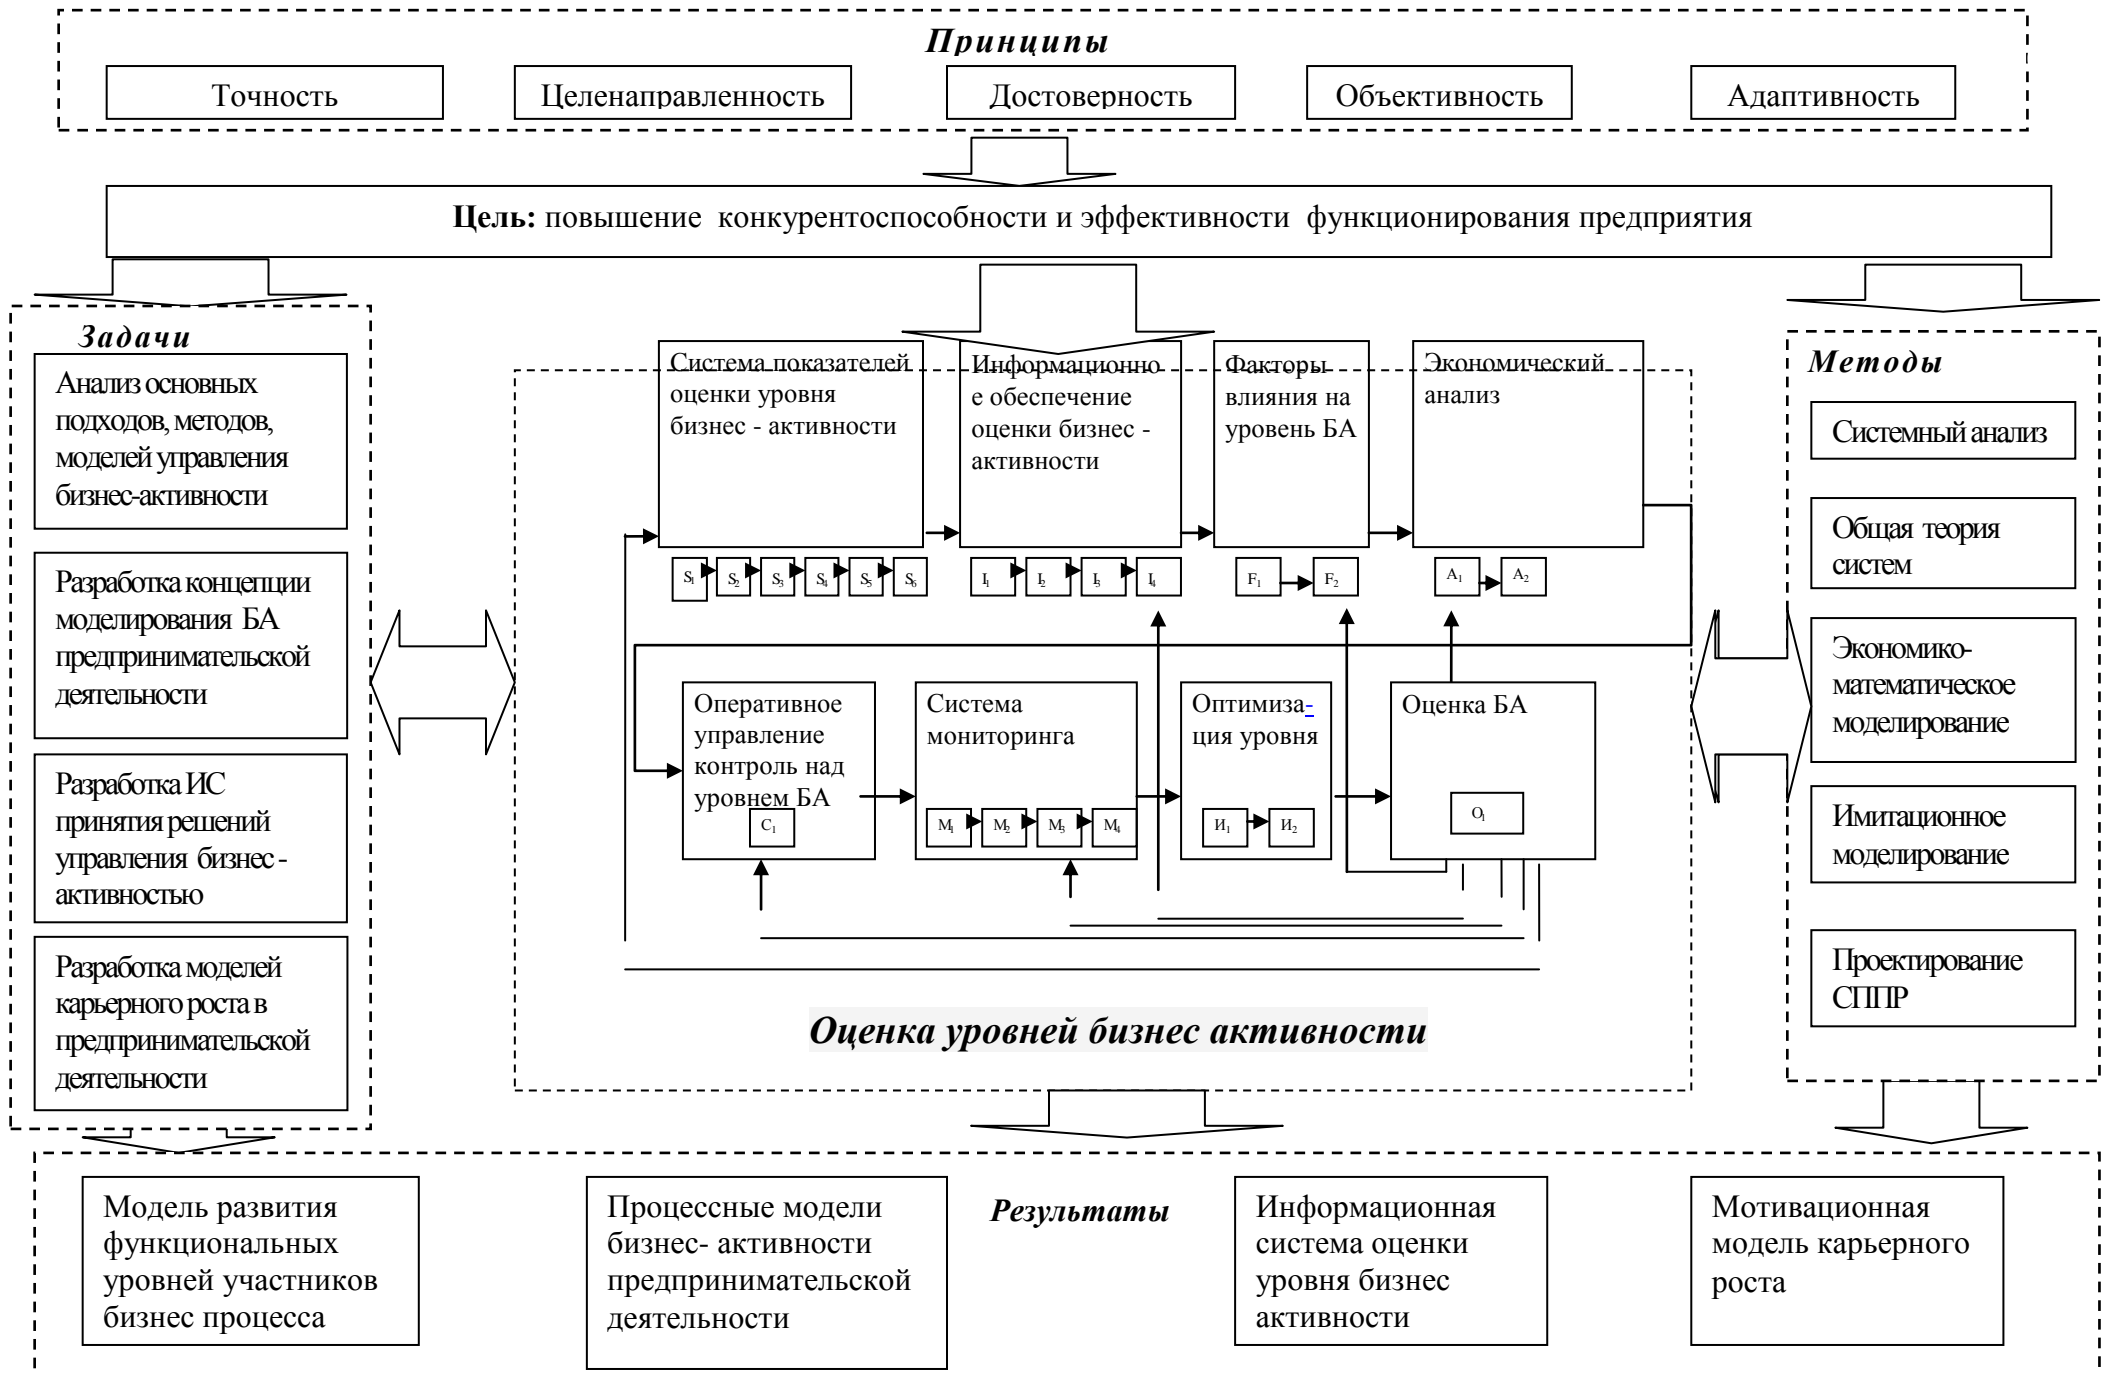 Принципы
Точность
Целенаправленность
Достоверность
Объективность
Адаптивность
Цель: повышение конкурентоспособности и эффективности функционирования предприятия
Задачи
Анализ основных
подходов, методов,
моделей управления
бизнес-активности
Разработка концепции
моделирования БА
предпринимательской
деятельности
Разработка ИС
принятия решений
управления бизнес -
активностью
Разработка моделей
карьерного роста в
предпринимательской
деятельности
Система показателей
оценки уровня
бизнес - активности
Информационно
е обеспечение
оценки бизнес -
активности
Факторы
влияния на
уровень БА
Экономический
анализ
S1
S2
S3
S4
S5
S6
I1
I2
I3
I4
F1
F2
A1
A2
Оперативное
управление
контроль над
уровнем БА
C1
Система
мониторинга
M1
M2
M3
M4
Оптимиза-
ция уровня
И1
И2
Оценка БА
O1
Оценка уровней бизнес активности
Методы
Системный анализ
Общая теория
систем
Экономико-
математическое
моделирование
Имитационное
моделирование
Проектирование
СППР
Модель развития
функциональных
уровней участников
бизнес процесса
Процессные модели
бизнес- активности
предпринимательской
деятельности
Результаты
Информационная
система оценки
уровня бизнес
активности
Мотивационная
модель карьерного
роста